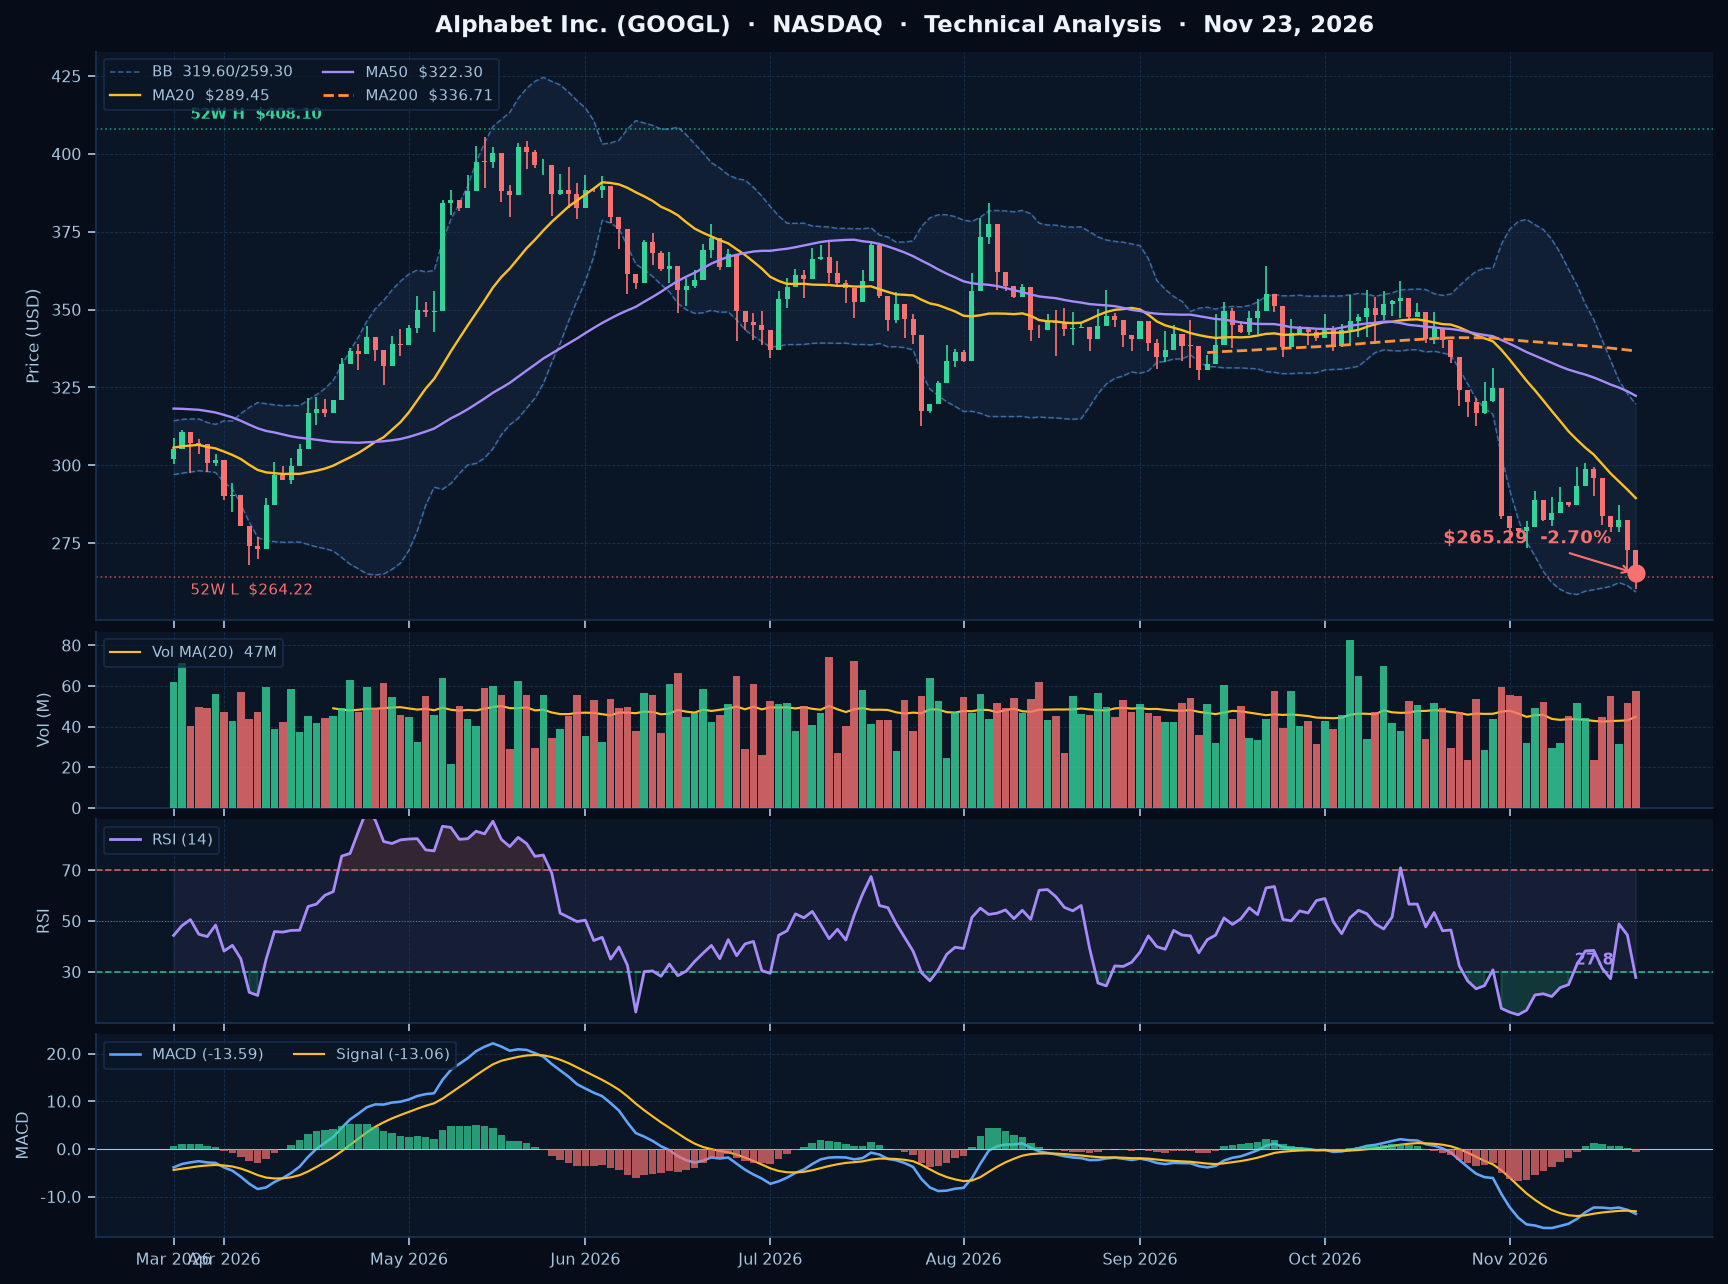 Alphabet Inc. (GOOGL)  ·  NASDAQ  ·  Technical Analysis  ·  Nov 23, 2026
BB  319.60/259.30
MA50  $322.30
MA20  $289.45
MA200  $336.71
52W H  $408.10
425
400
375
350
325
300
275
Price (USD)
$265.29  -2.70%
52W L  $264.22
Vol MA(20)  47M
80
60
40
20
0
Vol (M)
RSI (14)
70
50
30
RSI
27.8
MACD (-13.59)
Signal (-13.06)
20.0
10.0
0.0
-10.0
MACD
Mar 2026
Apr 2026
May 2026
Jun 2026
Jul 2026
Aug 2026
Sep 2026
Oct 2026
Nov 2026